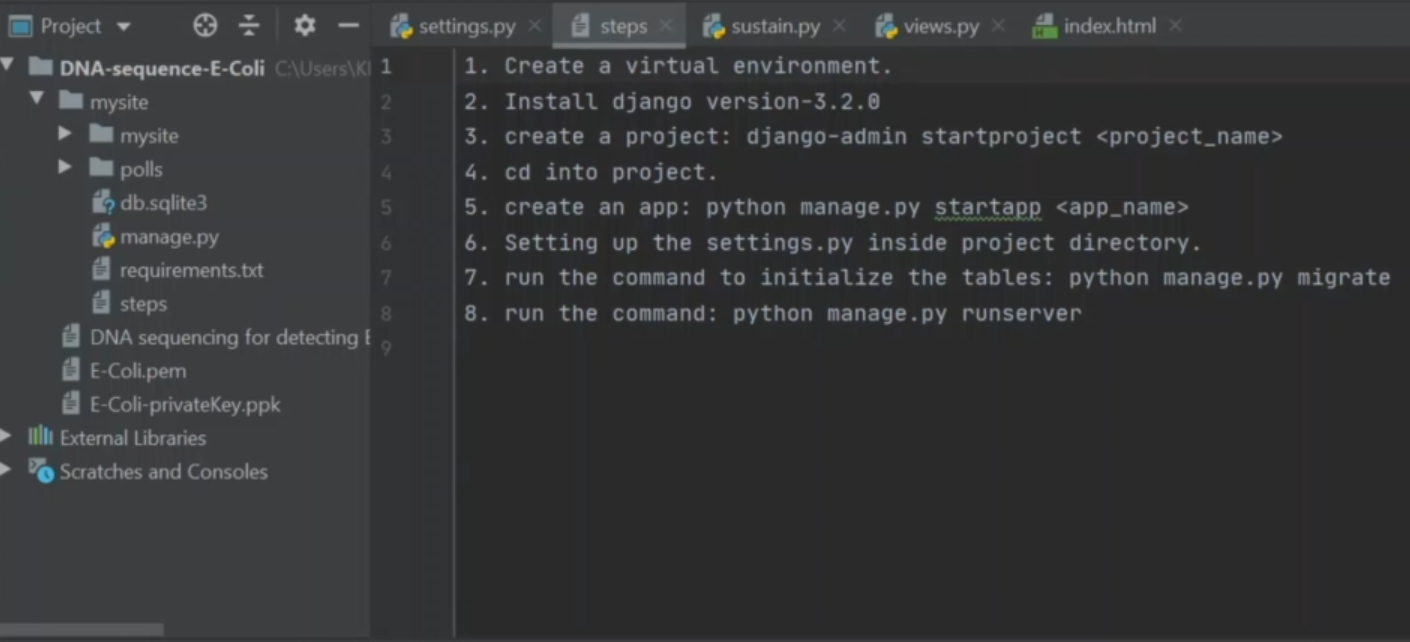 Project
settings.py
steps
sustain.py
views.py
index.html
DNA-sequence-E-Coli C:\Users\
mysite
mysite
polls
db.sqlite3
manage.py
requirements.txt
steps
DNA sequencing for detecting
E-Coli.pem
E-Coli-privateKey.ppk
External Libraries
Scratches and Consoles
1 1. Create a virtual environment.
2 2. Install django version-3.2.0
3 3. create a project: django-admin startproject <project_name>
4 4. cd into project.
5 5. create an app: python manage.py startapp <app_name>
6 6. Setting up the settings.py inside project directory.
7 7. run the command to initialize the tables: python manage.py migrate
8 8. run the command: python manage.py runserver
9